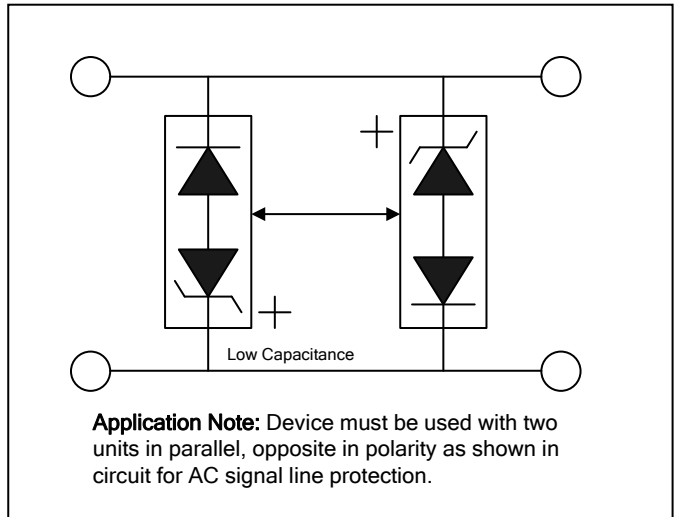 +
+
Low Capacitance
Application Note: Device must be used with two
units in parallel, opposite in polarity as shown in
circuit for AC signal line protection.